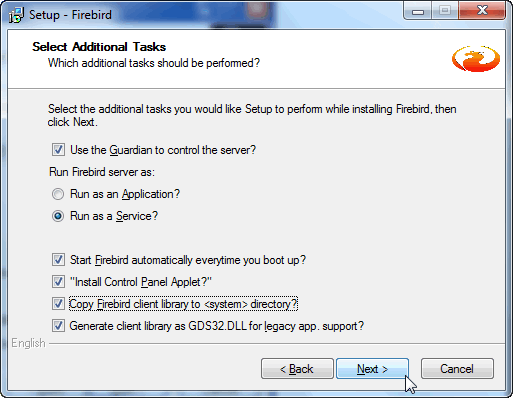 Setup - Firebird
Select Additional Tasks
Which additional tasks should be performed?
Select the additional tasks you would like Setup to perform while installing Firebird, then
click Next.
Use the Guardian to control the server?
Run Firebird server as:
Run as an Application?
Run as a Service?
Start Firebird automatically everytime you boot up?
"Install Control Panel Applet?"
Copy Firebird client library to <system> directory?
Generate client library as GDS32.DLL for legacy app. support?
English
< Back
Next >
Cancel